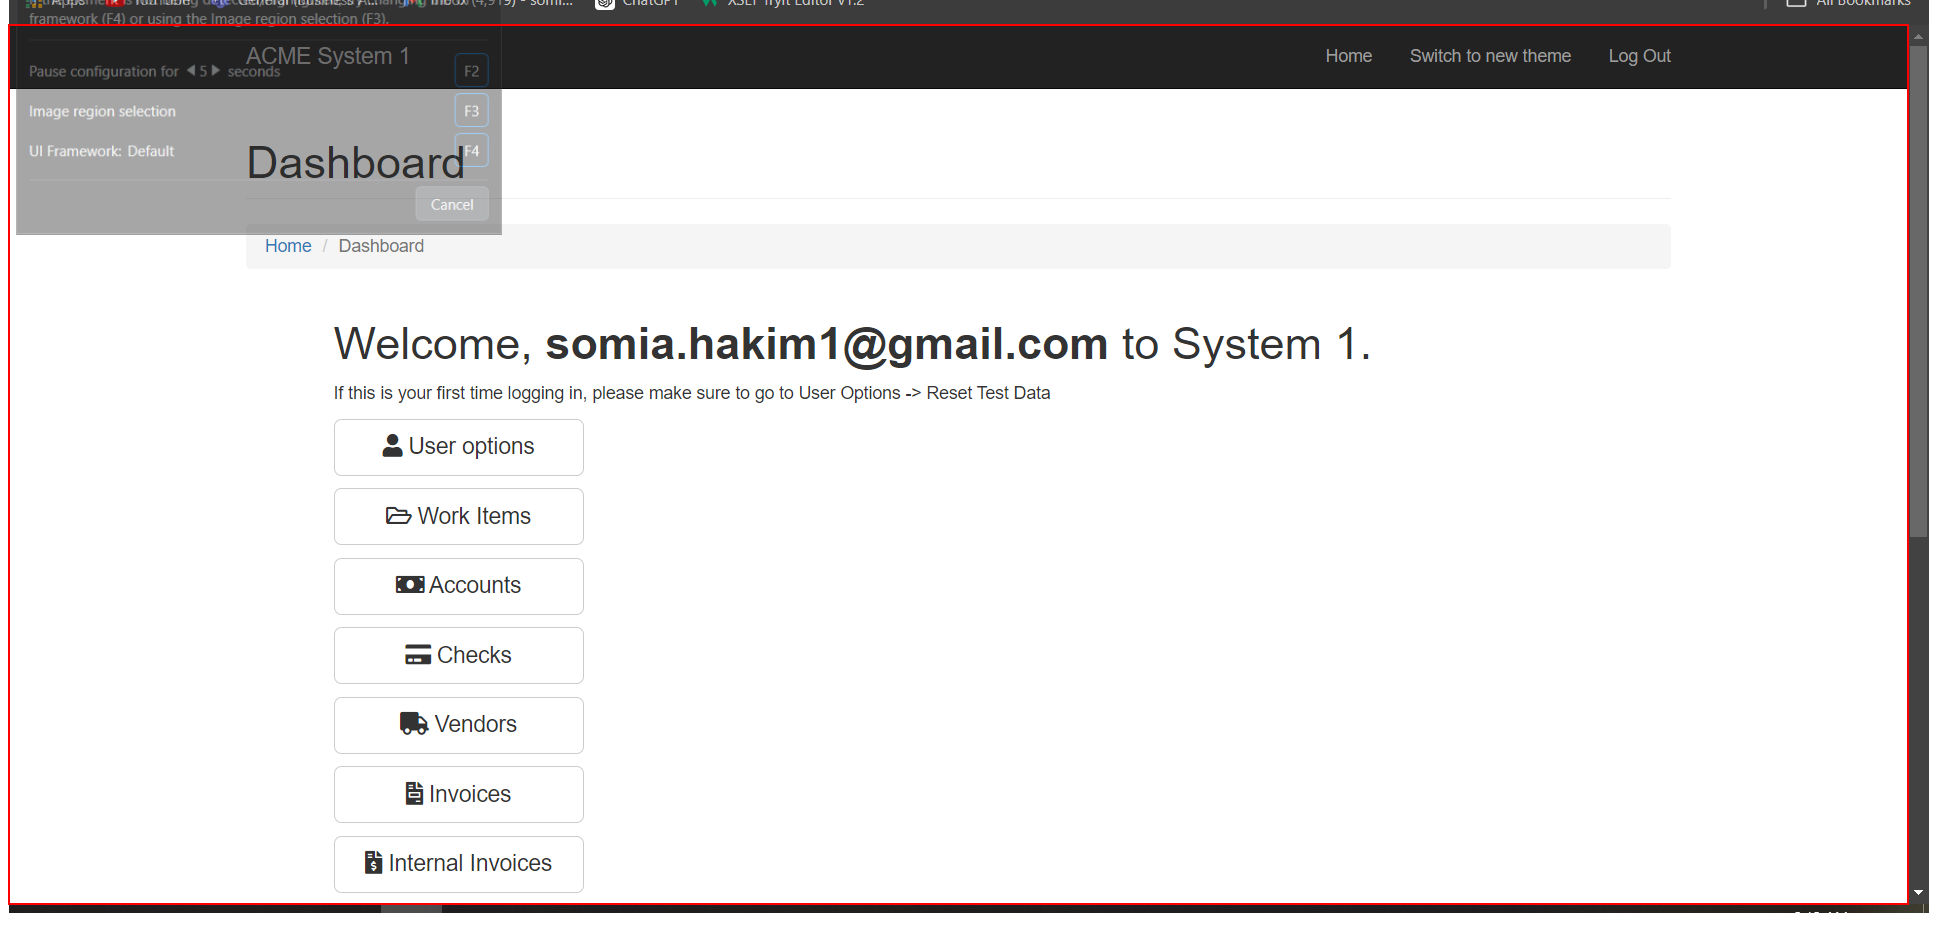 Apps
YouTube
ChatGPT
XSLT Tryit Editor v1.2
All Bookmarks
framework (F4) or using the Image region selection (F3).
ACME System 1
Home
Switch to new theme
Log Out
Pause configuration for 5 seconds
F2
Image region selection
F3
UI Framework: Default
F4
Dashboard
Cancel
Home / Dashboard
Welcome, somia.hakim1@gmail.com to System 1.
If this is your first time logging in, please make sure to go to User Options -> Reset Test Data
User options
Work Items
Accounts
Checks
Vendors
Invoices
Internal Invoices